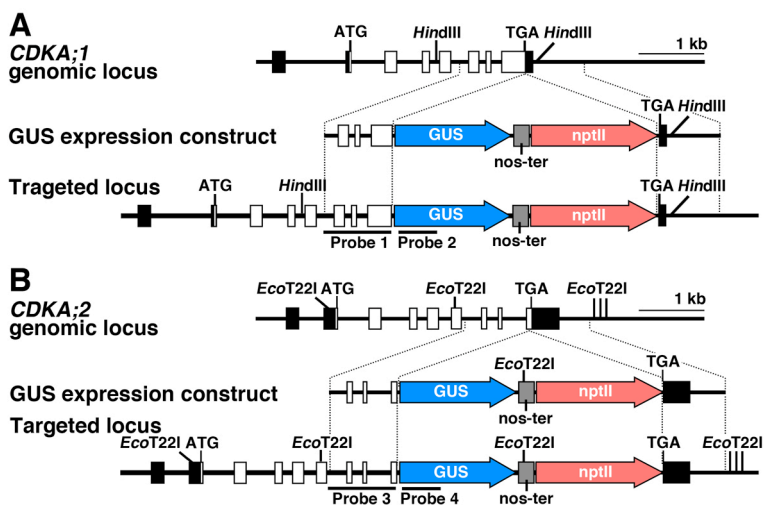 A
ATG HindIII TGA HindIII
1 kb
CDKA;1
genomic locus
TGA HindIII
GUS expression construct GUS nptII
nos-ter
Trageted locus ATG HindIII TGA HindIII
GUS nptII
Probe 1 Probe 2 nos-ter
B
EcoT22I ATG EcoT22I TGA EcoT22I
1 kb
CDKA;2
genomic locus
EcoT22I TGA
GUS expression construct GUS nptII
nos-ter
Targeted locus
EcoT22I ATG EcoT22I EcoT22I TGA EcoT22I
GUS nptII
Probe 3 Probe 4 nos-ter